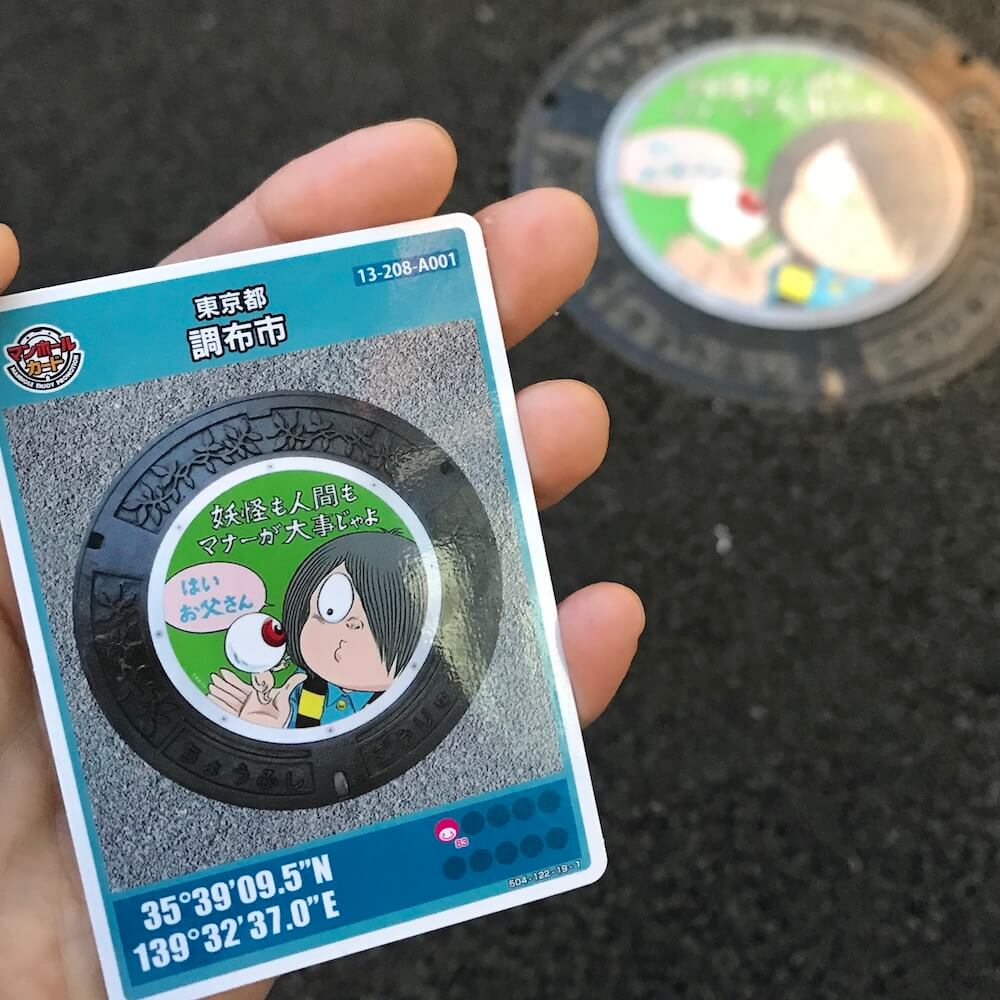 13-208-A001
東京都
調布市
マンホール
カード
妖怪も人間も
マナーが大事じゃよ
はい
お父さん
ちょうふし
35°39'09.5"N
139°32'37.0"E
83
504-122-19-1